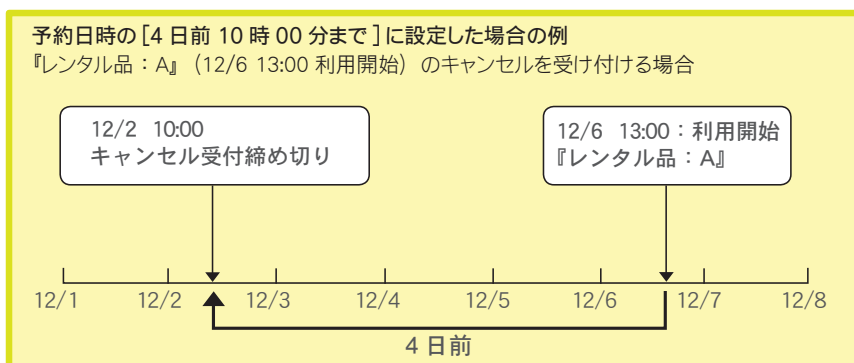 予約日時の［4 日前 10 時 00 分まで］に設定した場合の例
『レンタル品：A』（12/6 13:00 利用開始）のキャンセルを受け付ける場合
12/2 10:00
キャンセル受付締め切り
12/6 13:00：利用開始
『レンタル品：A』
12/1 12/2 12/3 12/4 12/5 12/6 12/7 12/8
4 日前